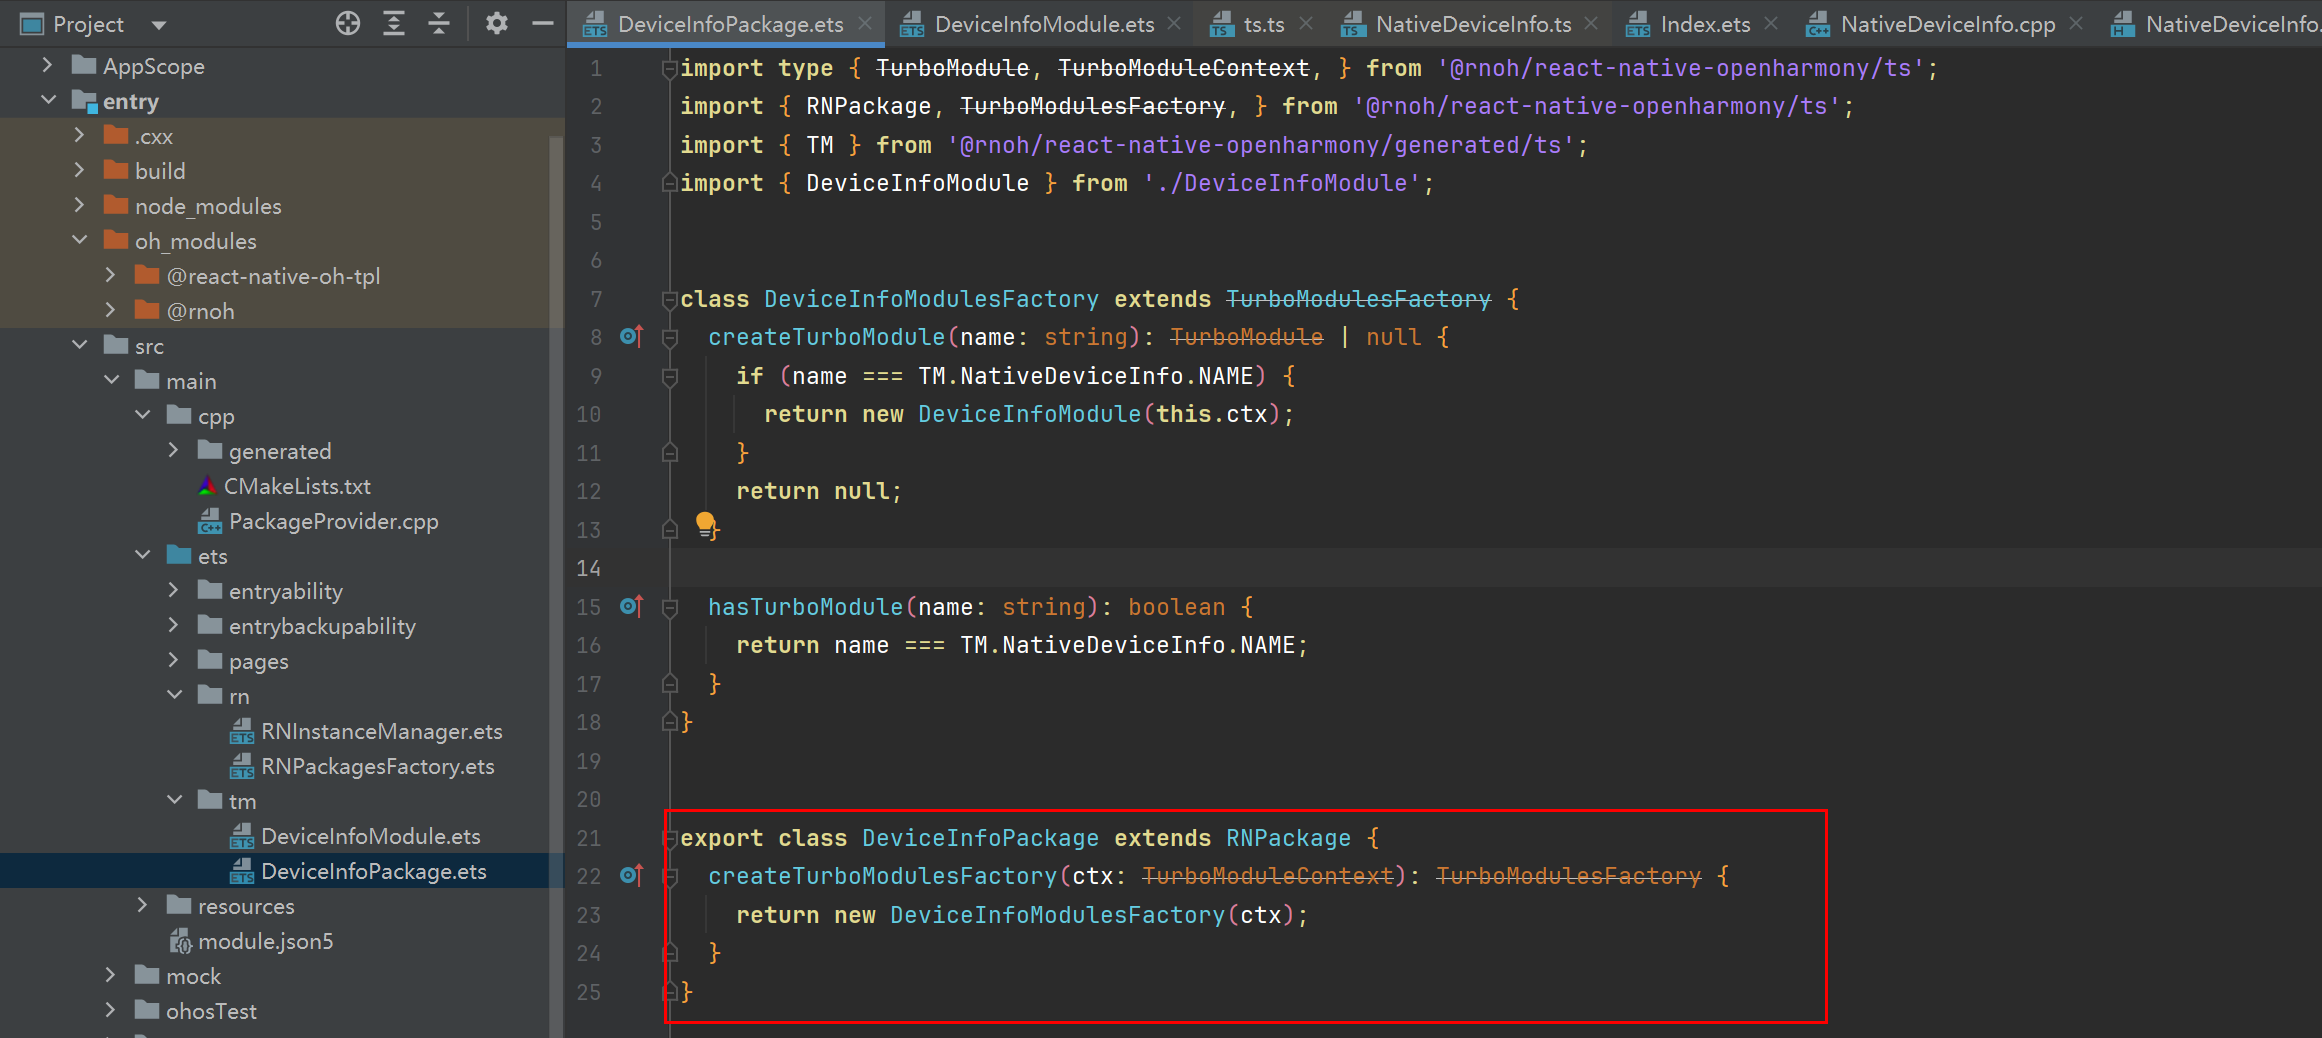 Project
DeviceInfoPackage.ets
DeviceInfoModule.ets
ts.ts
NativeDeviceInfo.ts
Index.ets
NativeDeviceInfo.cpp
NativeDeviceInfo.
AppScope
entry
.cxx
build
node_modules
oh_modules
@react-native-oh-tpl
@rnoh
src
main
cpp
generated
CMakeLists.txt
PackageProvider.cpp
ets
entryability
entrybackupability
pages
rn
RNInstanceManager.ets
RNPackagesFactory.ets
tm
DeviceInfoModule.ets
DeviceInfoPackage.ets
resources
module.json5
mock
ohosTest
1 import type { TurboModule, TurboModuleContext, } from '@rnoh/react-native-openharmony/ts';
2 import { RNPackage, TurboModulesFactory, } from '@rnoh/react-native-openharmony/ts';
3 import { TM } from '@rnoh/react-native-openharmony/generated/ts';
4 import { DeviceInfoModule } from './DeviceInfoModule';
5
6
7 class DeviceInfoModulesFactory extends TurboModulesFactory {
8 createTurboModule(name: string): TurboModule | null {
9 if (name === TM.NativeDeviceInfo.NAME) {
10 return new DeviceInfoModule(this.ctx);
11 }
12 return null;
13 }
14
15 hasTurboModule(name: string): boolean {
16 return name === TM.NativeDeviceInfo.NAME;
17 }
18 }
19
20
21 export class DeviceInfoPackage extends RNPackage {
22 createTurboModulesFactory(ctx: TurboModuleContext): TurboModulesFactory {
23 return new DeviceInfoModulesFactory(ctx);
24 }
25 }